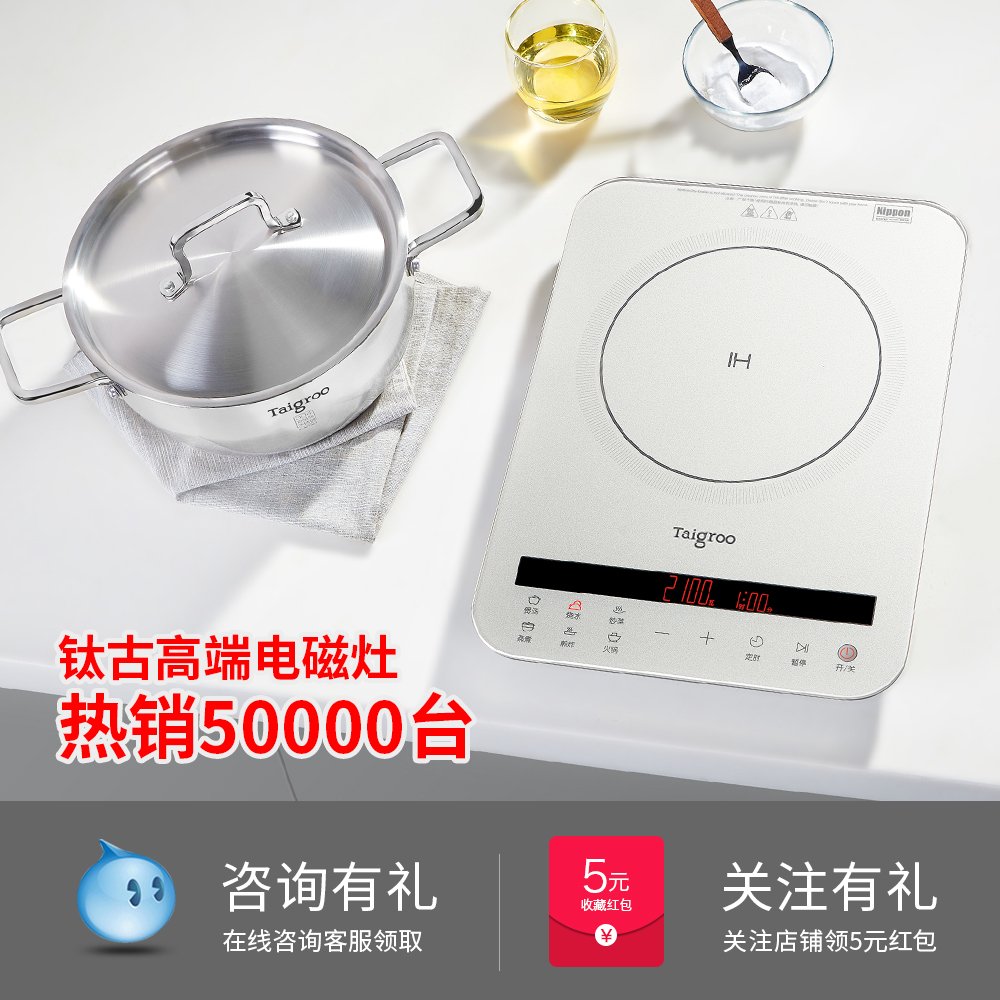 Nippon
IH
Taigroo
Taigroo
2100
1:00
煲汤
烧水
炒菜
蒸煮
煎炸
火锅
定时
暂停
开/关
钛古高端电磁灶
热销50000台
咨询有礼
在线咨询客服领取
5元
收藏红包
¥
关注有礼
关注店铺领5元红包